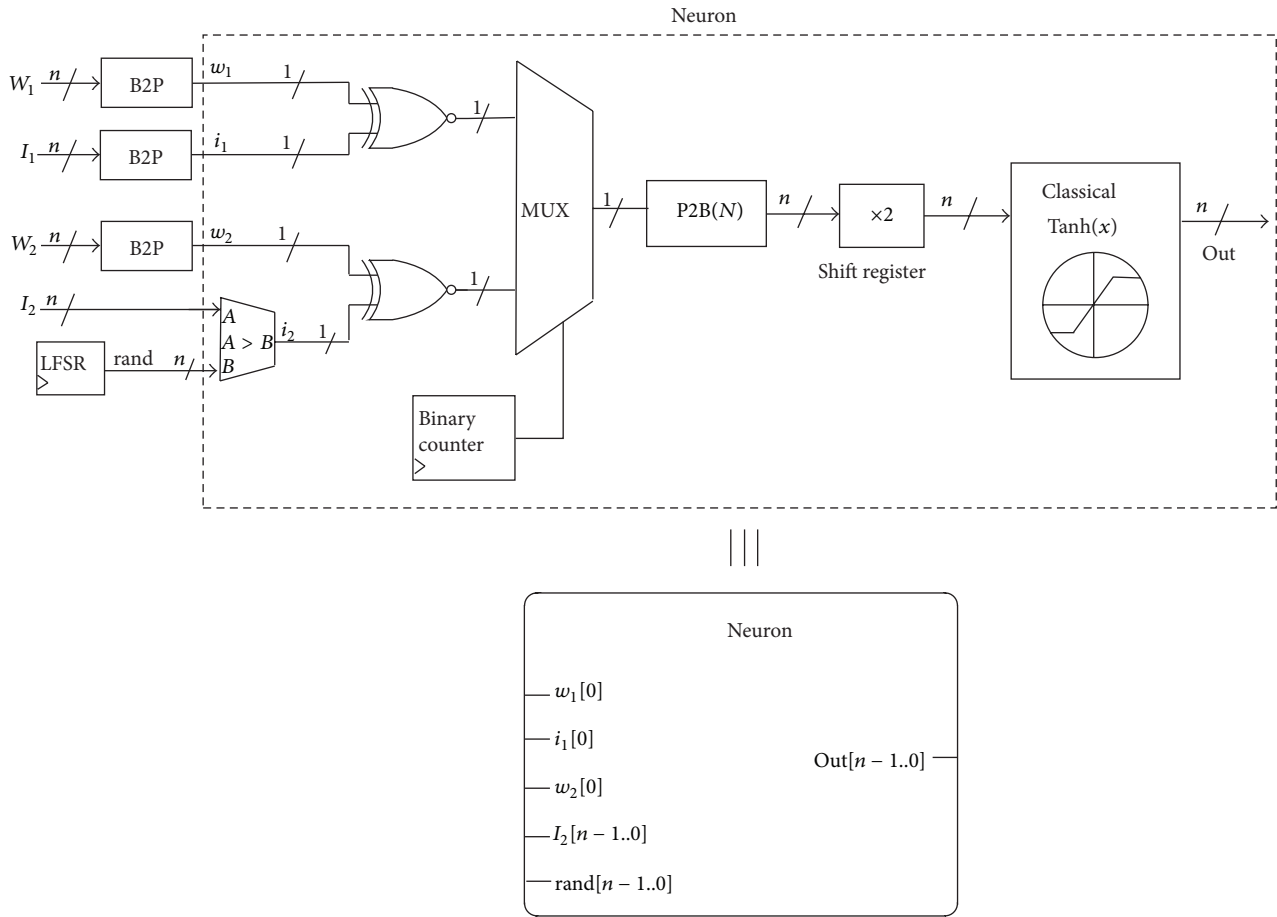 Neuron
W₁ n B2P w₁ 1
I₁ n B2P i₁ 1
1
W₂ n B2P w₂ 1
I₂ n
A
A > B
B
i₂ 1
1
LFSR rand n
MUX
Binary
counter
1
P2B(N)
n
×2
Shift register
n
Classical
Tanh(x)
n
Out
Neuron
w₁[0]
i₁[0]
w₂[0]
I₂[n − 1..0]
rand[n − 1..0]
Out[n − 1..0]